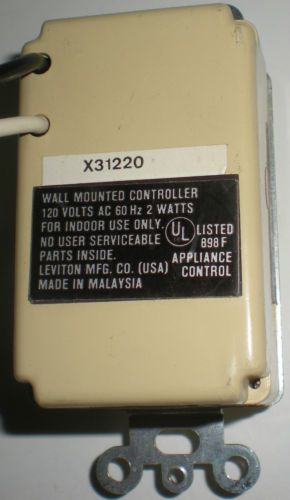 X31220
WALL MOUNTED CONTROLLER
120 VOLTS AC 60 Hz 2 WATTS
FOR INDOOR USE ONLY.
NO USER SERVICEABLE
PARTS INSIDE.
LEVITON MFG. CO. (USA)
MADE IN MALAYSIA
UL LISTED
898F
APPLIANCE
CONTROL